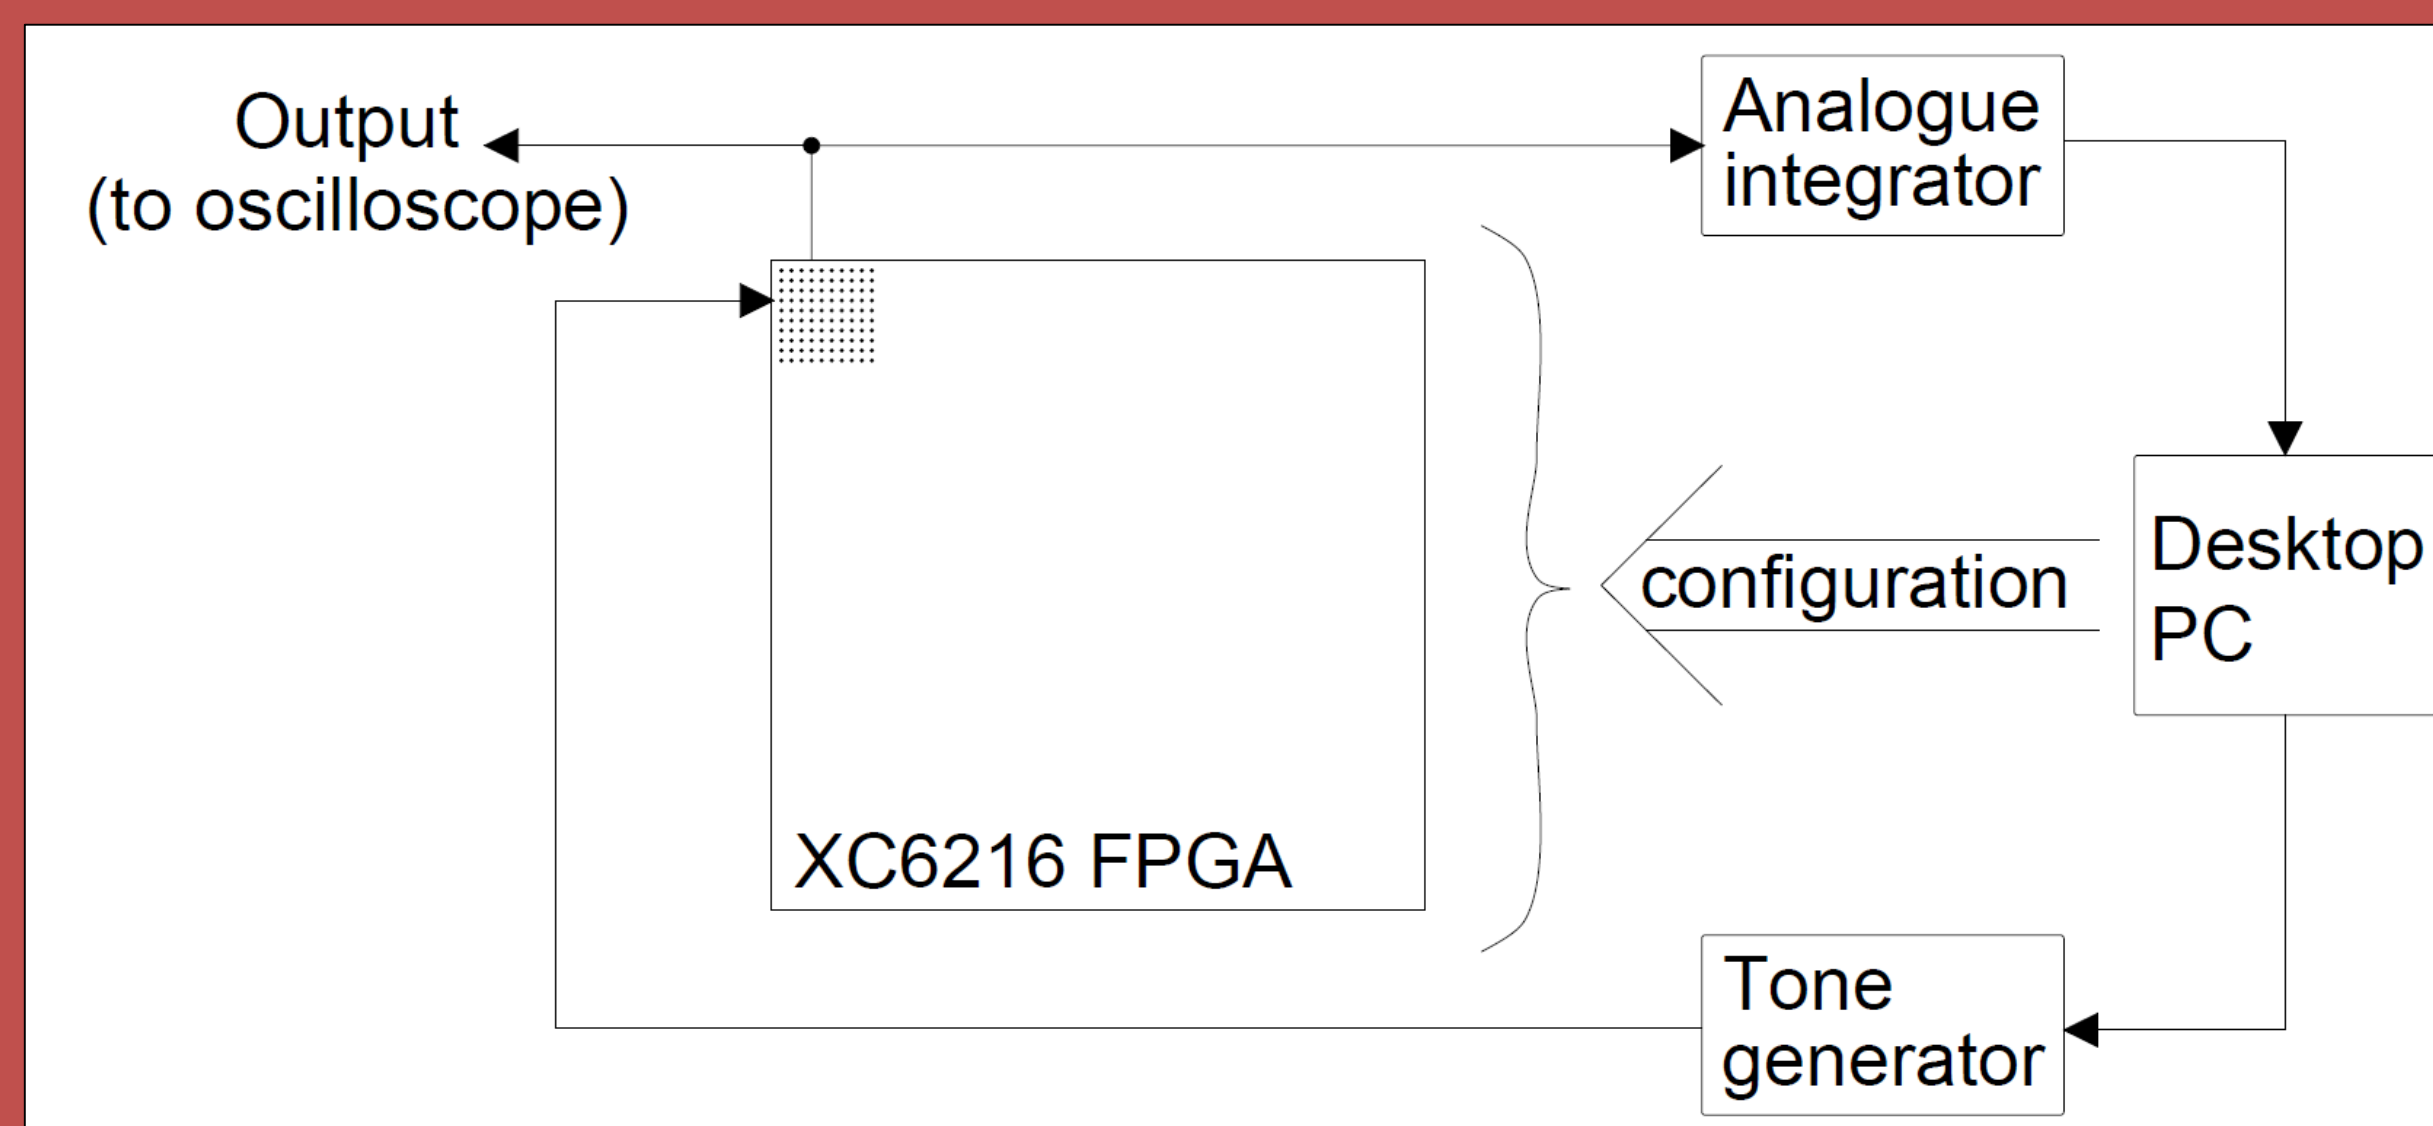 Output
(to oscilloscope)
Analogue
integrator
configuration
Desktop
PC
XC6216 FPGA
Tone
generator